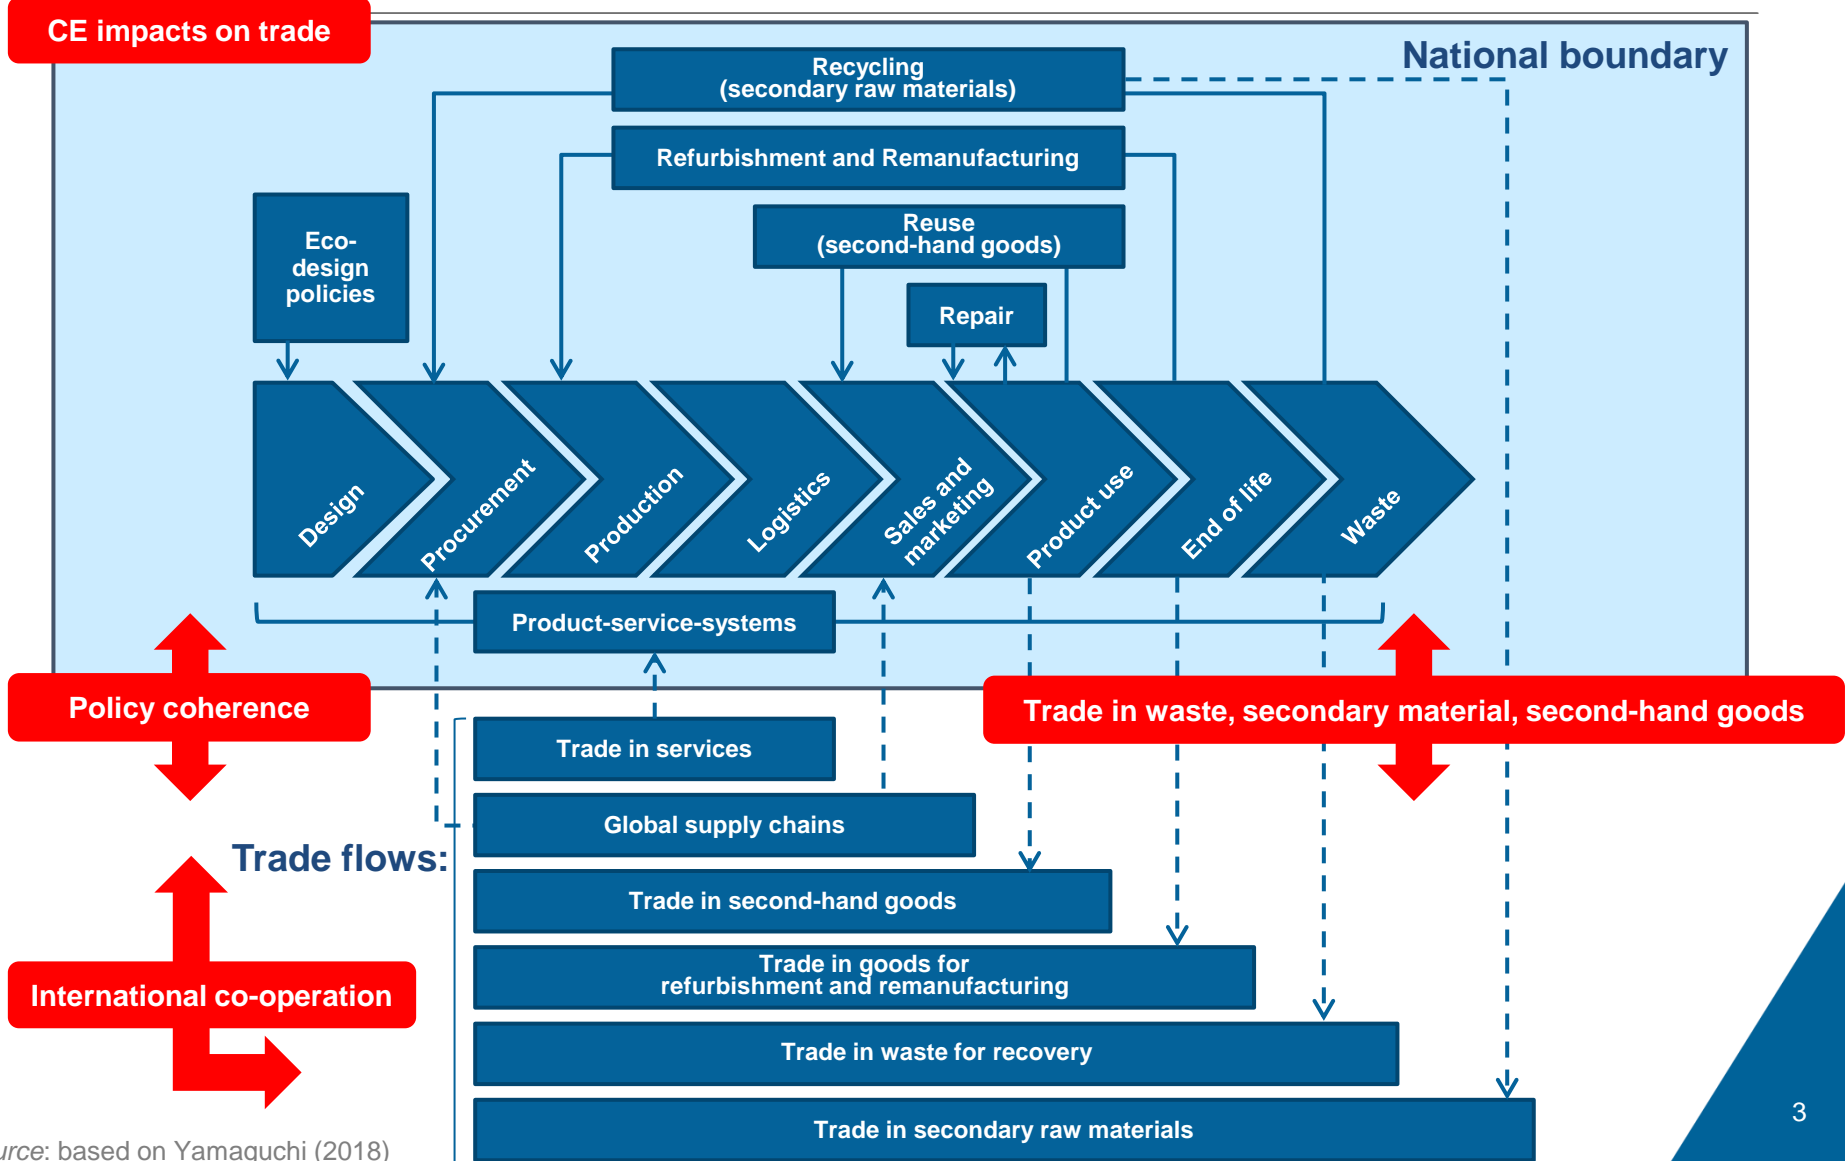 CE impacts on trade
National boundary
Recycling
(secondary raw materials)
Refurbishment and Remanufacturing
Reuse
(second-hand goods)
Eco-
design
policies
Repair
Design
Procurement
Production
Logistics
Sales and
marketing
Product use
End of life
Waste
Product-service-systems
Policy coherence
Trade in waste, secondary material, second-hand goods
Trade in services
Global supply chains
Trade flows:
Trade in second-hand goods
Trade in goods for
refurbishment and remanufacturing
International co-operation
Trade in waste for recovery
Trade in secondary raw materials
3
urce: based on Yamaguchi (2018)